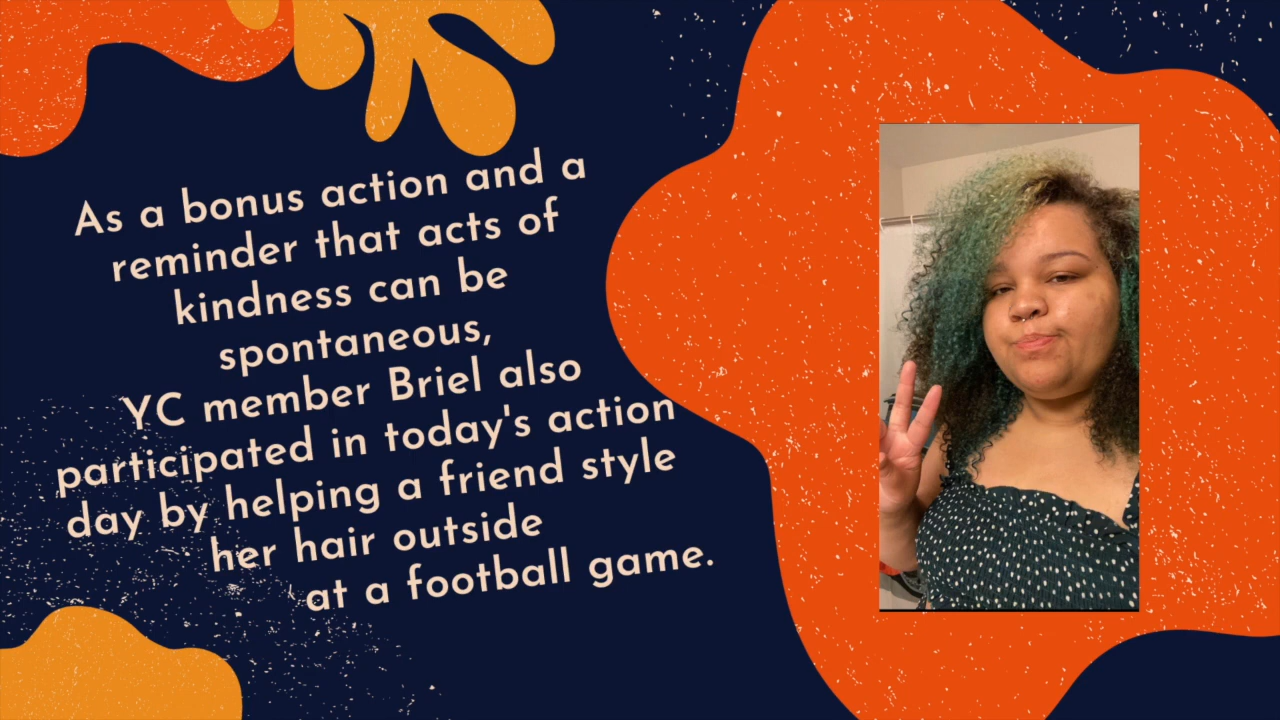 As a bonus action and a
reminder that acts of
kindness can be
spontaneous,
YC member Briel also
participated in today's action
day by helping a friend style
her hair outside
at a football game.